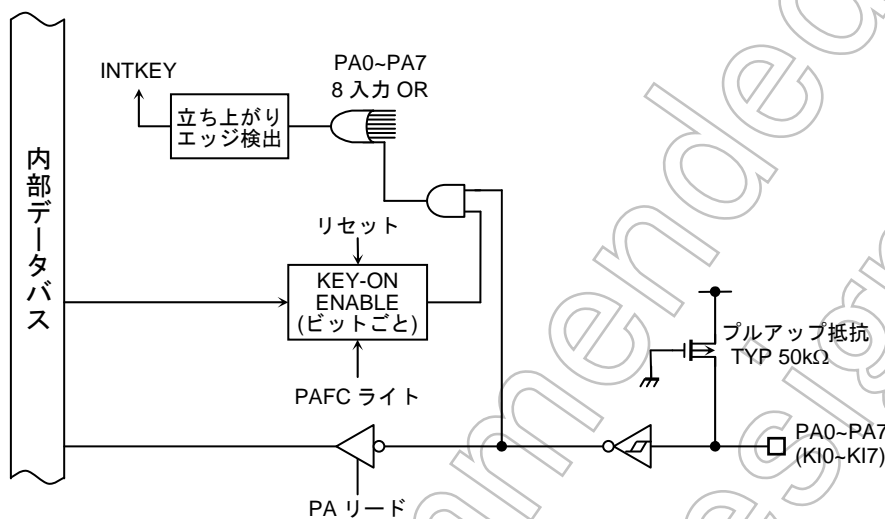 INTKEY
PA0~PA7
8 入力 OR
立ち上がり
エッジ検出
内部データバス
リセット
KEY-ON
ENABLE
(ビットごと)
PAFC ライト
プルアップ抵抗
TYP 50kΩ
PA0~PA7
(KI0~KI7)
PA リード
mmended
esign